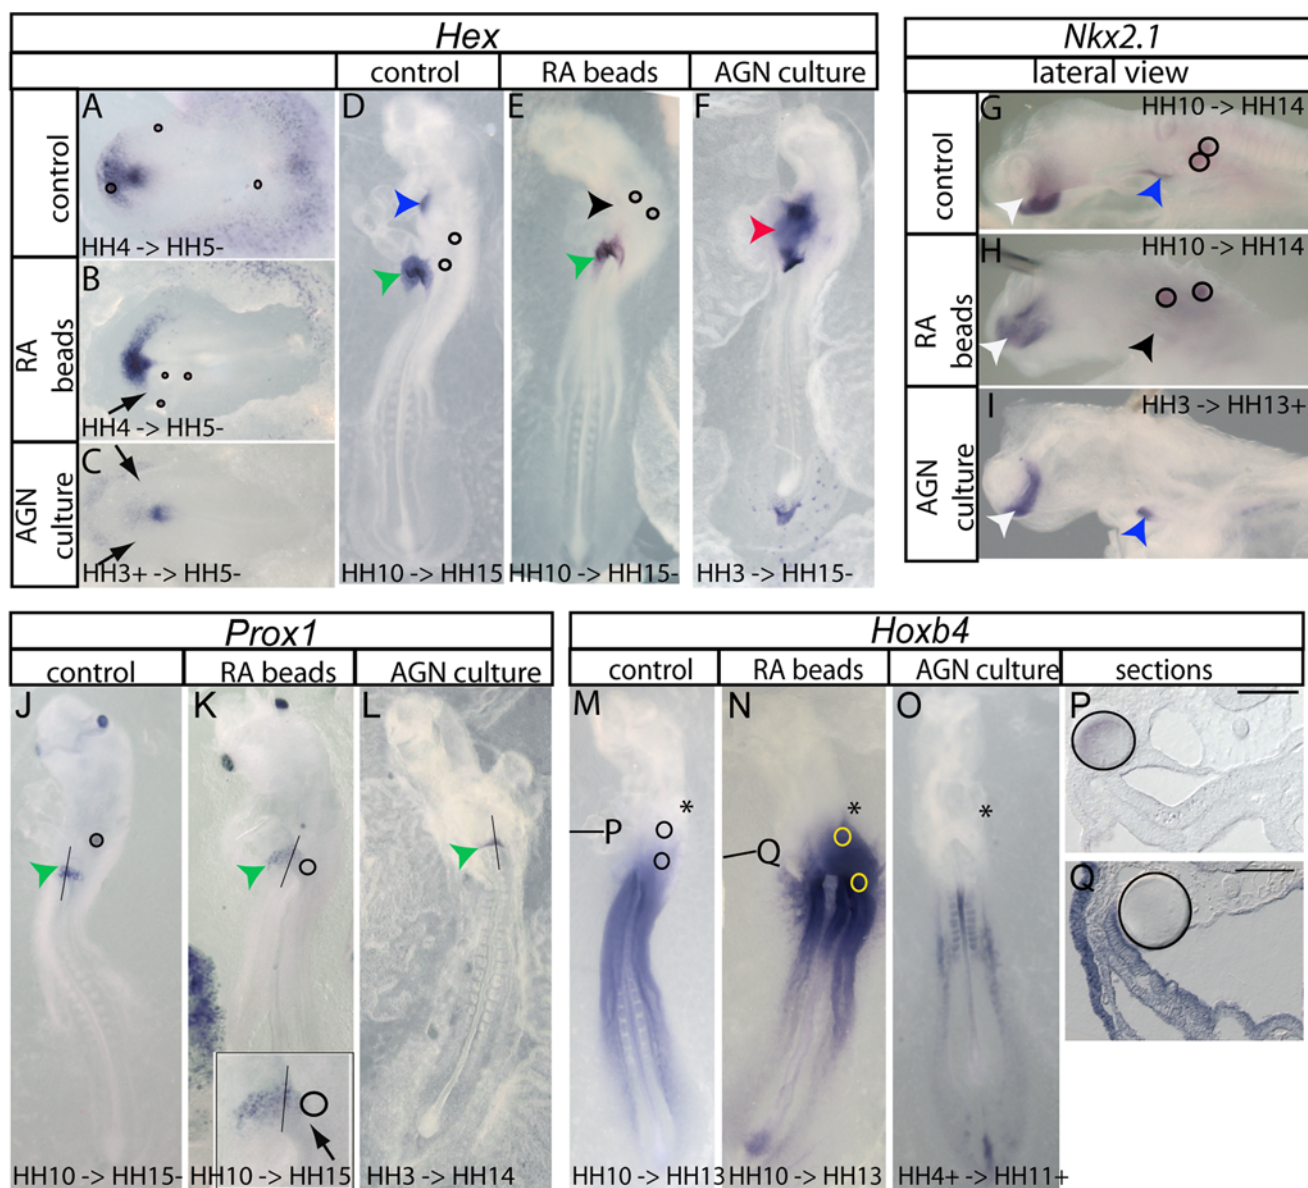 Hex
control
RA beads
AGN culture
control
A
HH4 -> HH5-
RA
beads
B
HH4 -> HH5-
AGN
culture
C
HH3+ -> HH5-
D
HH10 -> HH15
E
HH10 -> HH15-
F
HH3 -> HH15-
Nkx2.1
lateral view
control
G
HH10 -> HH14
RA
beads
H
HH10 -> HH14
AGN
culture
I
HH3 -> HH13+
Prox1
control
RA beads
AGN culture
J
HH10 -> HH15-
K
HH10 -> HH15
L
HH3 -> HH14
Hoxb4
control
RA beads
AGN culture
sections
M
*
P
HH10 -> HH13
N
*
Q
HH10 -> HH13
O
*
HH4+ -> HH11+
P
Q